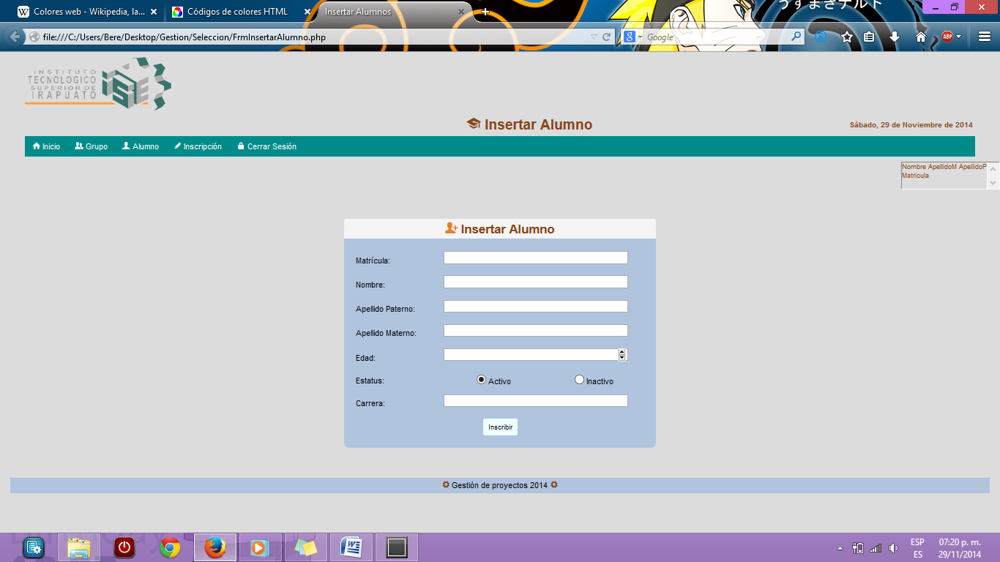 うずまきナルト
Colores web - Wikipedia, la...
Códigos de colores HTML
Insertar Alumnos
file:///C:/Users/Bere/Desktop/Gestion/Seleccion/FrmInsertarAlumno.php
Google
ABP
INSTITUTO
TECNOLOGICO
SUPERIOR DE
IRAPUATO
Insertar Alumno
Sábado, 29 de Noviembre de 2014
Inicio Grupo Alumno Inscripción Cerrar Sesión
Nombre ApellidoM ApellidoP
Matricula
Insertar Alumno
Matrícula:
Nombre:
Apellido Paterno:
Apellido Materno:
Edad:
Estatus: Activo Inactivo
Carrera:
Inscribir
Gestión de proyectos 2014
ESP 07:20 p. m.
ES 29/11/2014